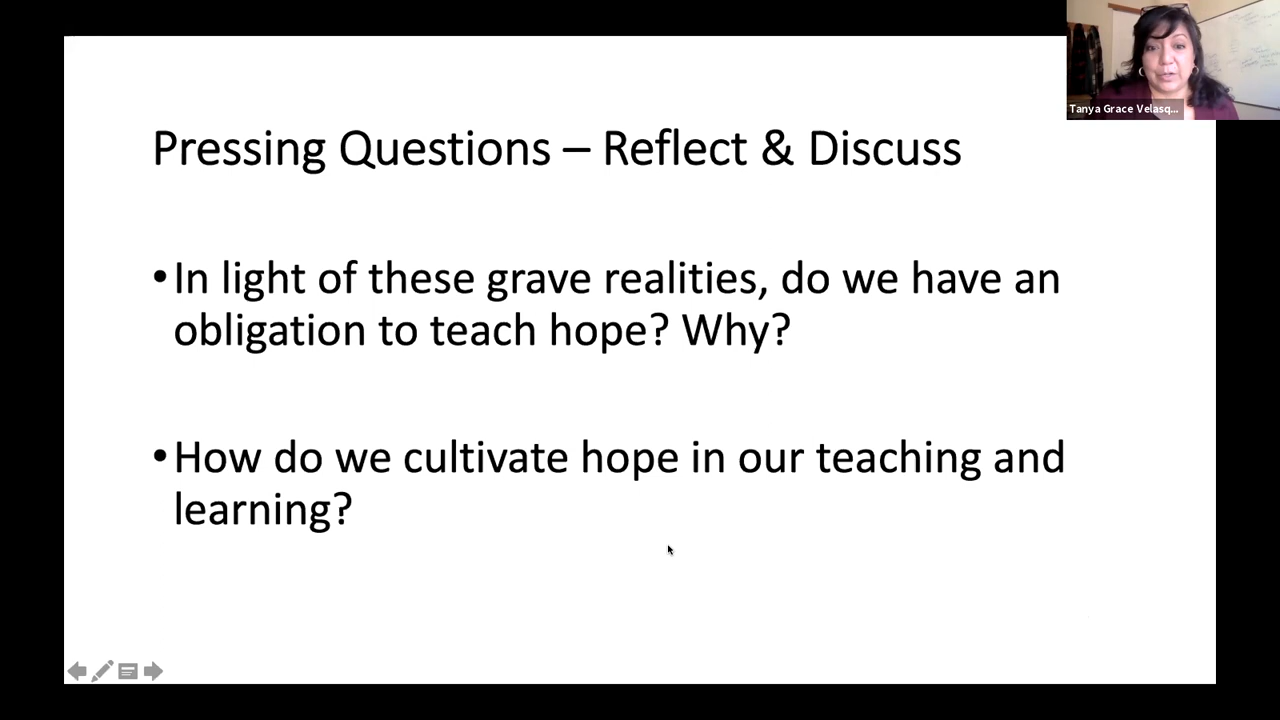 Tanya Grace Velasq...
Pressing Questions – Reflect & Discuss
•In light of these grave realities, do we have an
obligation to teach hope? Why?
•How do we cultivate hope in our teaching and
learning?